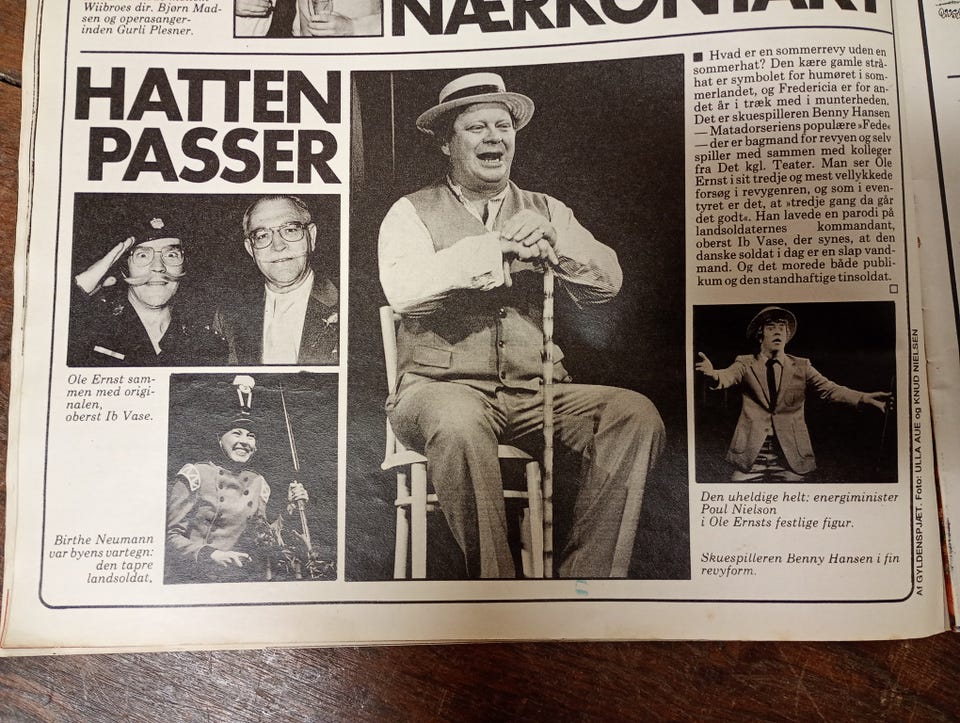 Wiibroes dir. Bjørn Mad-
sen og operasanger-
inden Gurli Plesner.
NÆRKONTAKT
HATTEN
PASSER
Ole Ernst sam-
men med origi-
nalen,
oberst Ib Vase.
Birthe Neumann
var byens vartegn:
den tapre
landsoldat.
■ Hvad er en sommerrevy uden en
sommerhat? Den kære gamle strå-
hat er symbolet for humøret i som-
merlandet, og Fredericia er for an-
det år i træk med i munterheden.
Det er skuespilleren Benny Hansen
— Matadorseriens populære »Fede«
— der er bagmand for revyen og selv
spiller med sammen med kolleger
fra Det kgl. Teater. Man ser Ole
Ernst i sit tredje og mest vellykkede
forsøg i revygenren, og som i even-
tyret er det, at »tredje gang da går
det godt«. Han lavede en parodi på
landsoldaternes kommandant,
oberst Ib Vase, der synes, at den
danske soldat i dag er en slap vand-
mand. Og det morede både publi-
kum og den standhaftige tinsoldat.
□
Den uheldige helt: energiminister
Poul Nielson
i Ole Ernsts festlige figur.
Skuespilleren Benny Hansen i fin
revyform.
Af GYLDENSPJÆT. Foto: ULLA AUE og KNUD NIELSEN